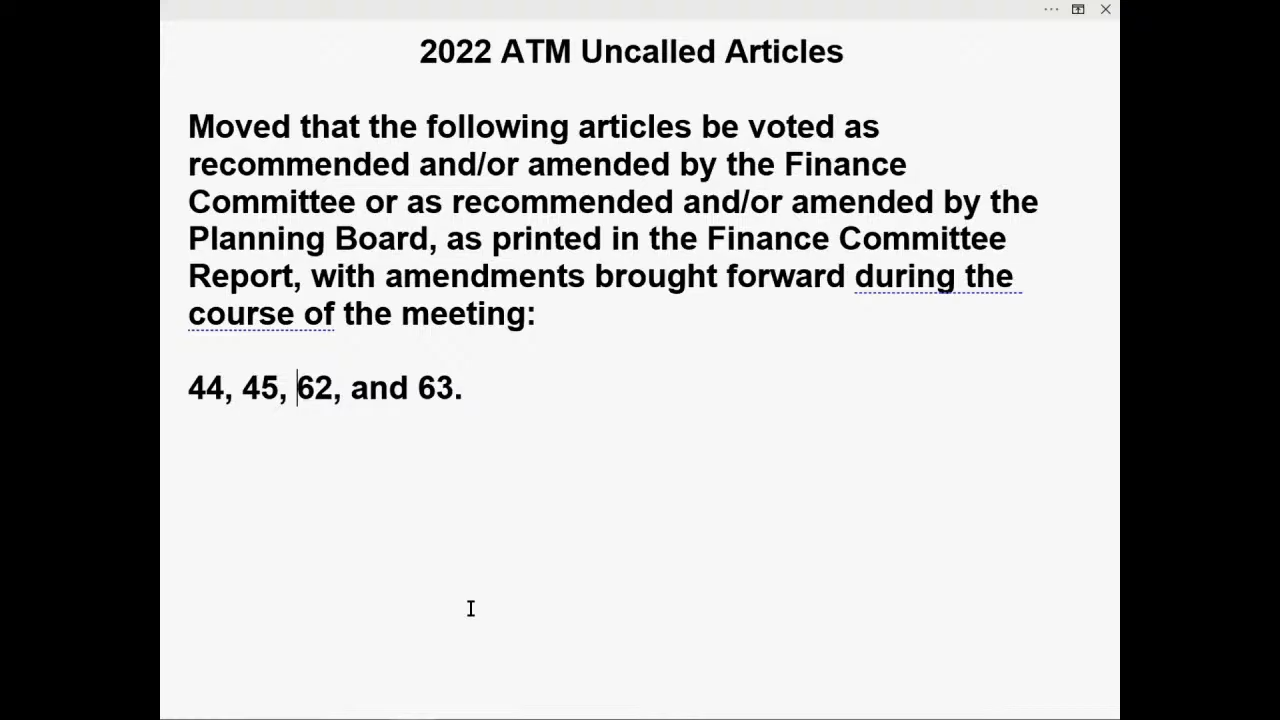 2022 ATM Uncalled Articles
Moved that the following articles be voted as
recommended and/or amended by the Finance
Committee or as recommended and/or amended by the
Planning Board, as printed in the Finance Committee
Report, with amendments brought forward during the
course of the meeting:
44, 45, 62, and 63.